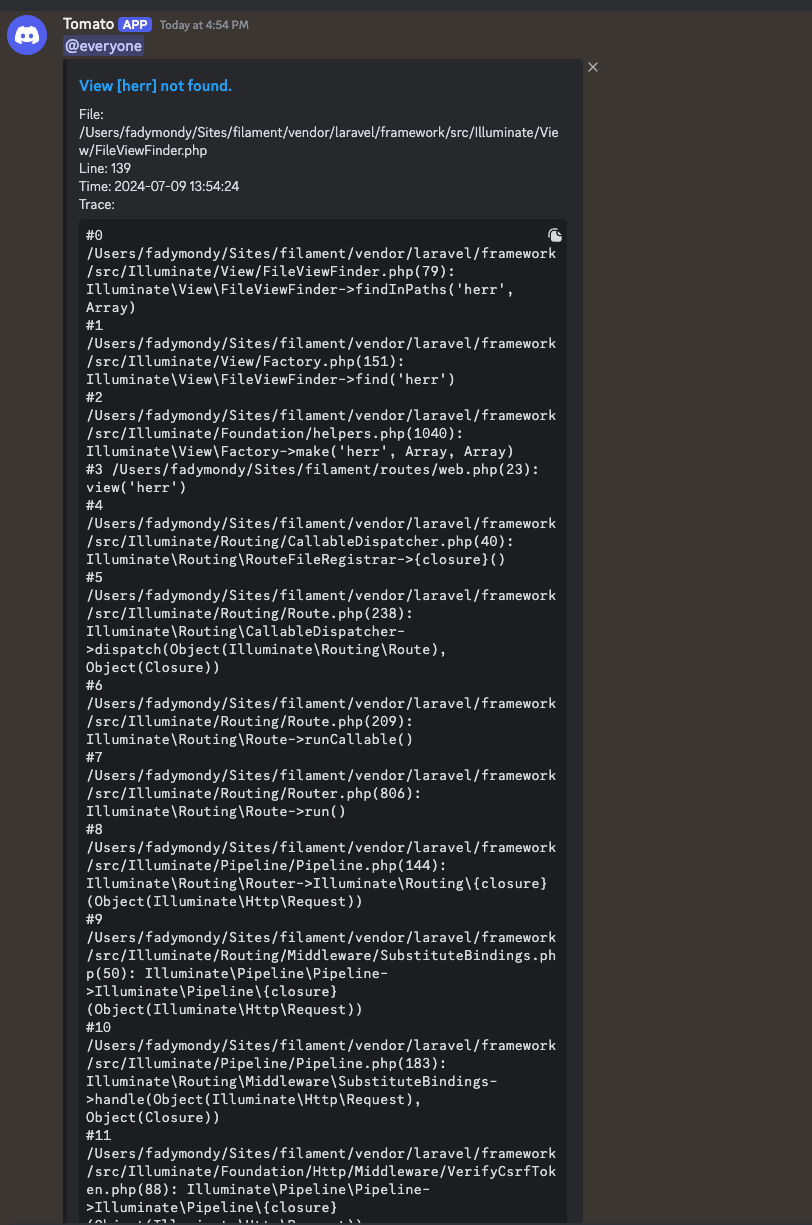 Tomato APP Today at 4:54 PM
@everyone
View [herr] not found.
File:
/Users/fadymondy/Sites/filament/vendor/laravel/framework/src/Illuminate/Vie
w/FileViewFinder.php
Line: 139
Time: 2024-07-09 13:54:24
Trace:
#0
/Users/fadymondy/Sites/filament/vendor/laravel/framework
/src/Illuminate/View/FileViewFinder.php(79):
Illuminate\View\FileViewFinder->findInPaths('herr',
Array)
#1
/Users/fadymondy/Sites/filament/vendor/laravel/framework
/src/Illuminate/View/Factory.php(151):
Illuminate\View\FileViewFinder->find('herr')
#2
/Users/fadymondy/Sites/filament/vendor/laravel/framework
/src/Illuminate/Foundation/helpers.php(1040):
Illuminate\View\Factory->make('herr', Array, Array)
#3 /Users/fadymondy/Sites/filament/routes/web.php(23):
view('herr')
#4
/Users/fadymondy/Sites/filament/vendor/laravel/framework
/src/Illuminate/Routing/CallableDispatcher.php(40):
Illuminate\Routing\RouteFileRegistrar->{closure}()
#5
/Users/fadymondy/Sites/filament/vendor/laravel/framework
/src/Illuminate/Routing/Route.php(238):
Illuminate\Routing\CallableDispatcher-
>dispatch(Object(Illuminate\Routing\Route),
Object(Closure))
#6
/Users/fadymondy/Sites/filament/vendor/laravel/framework
/src/Illuminate/Routing/Route.php(209):
Illuminate\Routing\Route->runCallable()
#7
/Users/fadymondy/Sites/filament/vendor/laravel/framework
/src/Illuminate/Routing/Router.php(806):
Illuminate\Routing\Route->run()
#8
/Users/fadymondy/Sites/filament/vendor/laravel/framework
/src/Illuminate/Pipeline/Pipeline.php(144):
Illuminate\Routing\Router->Illuminate\Routing\{closure}
(Object(Illuminate\Http\Request))
#9
/Users/fadymondy/Sites/filament/vendor/laravel/framework
/src/Illuminate/Routing/Middleware/SubstituteBindings.ph
p(50): Illuminate\Pipeline\Pipeline-
>Illuminate\Pipeline\{closure}
(Object(Illuminate\Http\Request))
#10
/Users/fadymondy/Sites/filament/vendor/laravel/framework
/src/Illuminate/Pipeline/Pipeline.php(183):
Illuminate\Routing\Middleware\SubstituteBindings-
>handle(Object(Illuminate\Http\Request),
Object(Closure))
#11
/Users/fadymondy/Sites/filament/vendor/laravel/framework
/src/Illuminate/Foundation/Http/Middleware/VerifyCsrfTok
en.php(88): Illuminate\Pipeline\Pipeline-
>Illuminate\Pipeline\{closure}